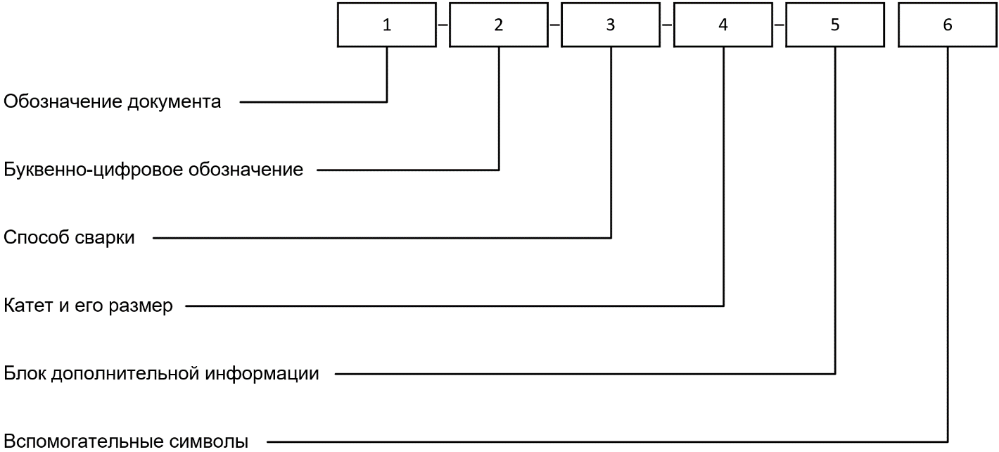 1 – 2 – 3 – 4 – 5 6
Обозначение документа
Буквенно-цифровое обозначение
Способ сварки
Катет и его размер
Блок дополнительной информации
Вспомогательные символы